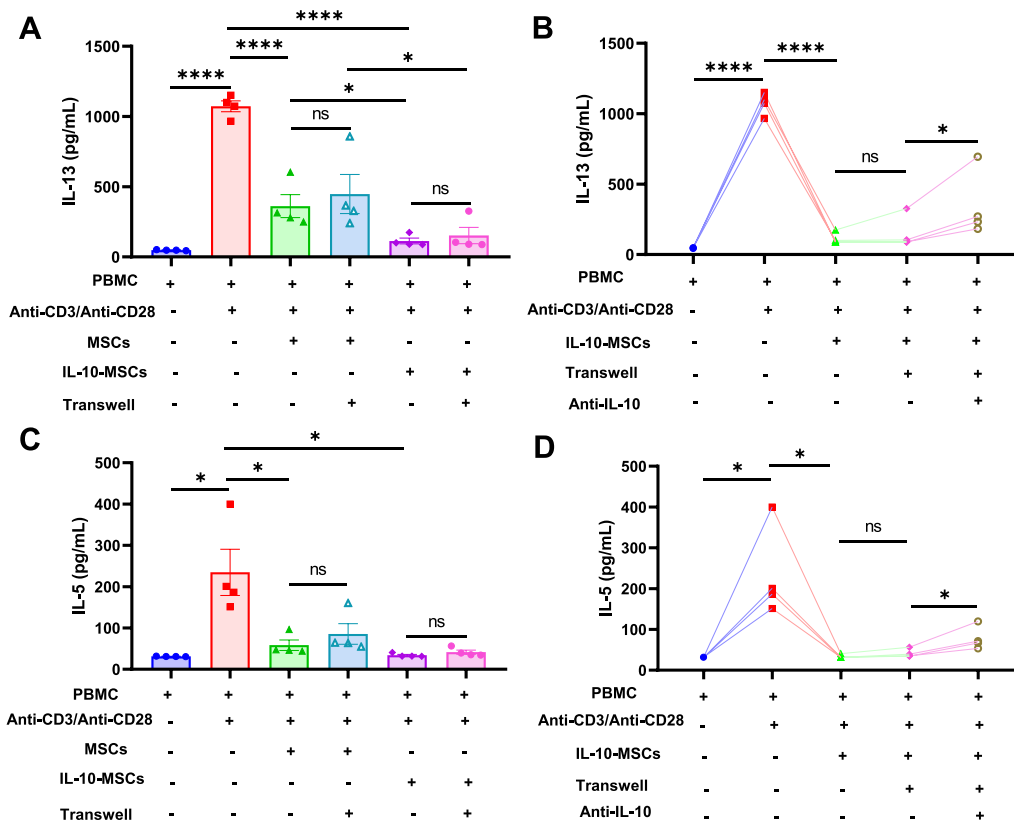 A
****
****
****
*
*
ns
ns
IL-13 (pg/mL)
1500
1000
500
0
PBMC + + + + + +
Anti-CD3/Anti-CD28 - + + + + +
MSCs - - + + - -
IL-10-MSCs - - - - + +
Transwell - - - + - +
B
****
****
ns
*
IL-13 (pg/mL)
1500
1000
500
0
PBMC + + + + +
Anti-CD3/Anti-CD28 - + + + +
IL-10-MSCs - - + + +
Transwell - - - + +
Anti-IL-10 - - - - +
C
*
*
*
ns
ns
IL-5 (pg/mL)
500
400
300
200
100
0
PBMC + + + + + +
Anti-CD3/Anti-CD28 - + + + + +
MSCs - - + + - -
IL-10-MSCs - - - - + +
Transwell - - - + - +
D
*
*
ns
*
IL-5 (pg/mL)
500
400
300
200
100
0
PBMC + + + + +
Anti-CD3/Anti-CD28 - + + + +
IL-10-MSCs - - + + +
Transwell - - - + +
Anti-IL-10 - - - - +